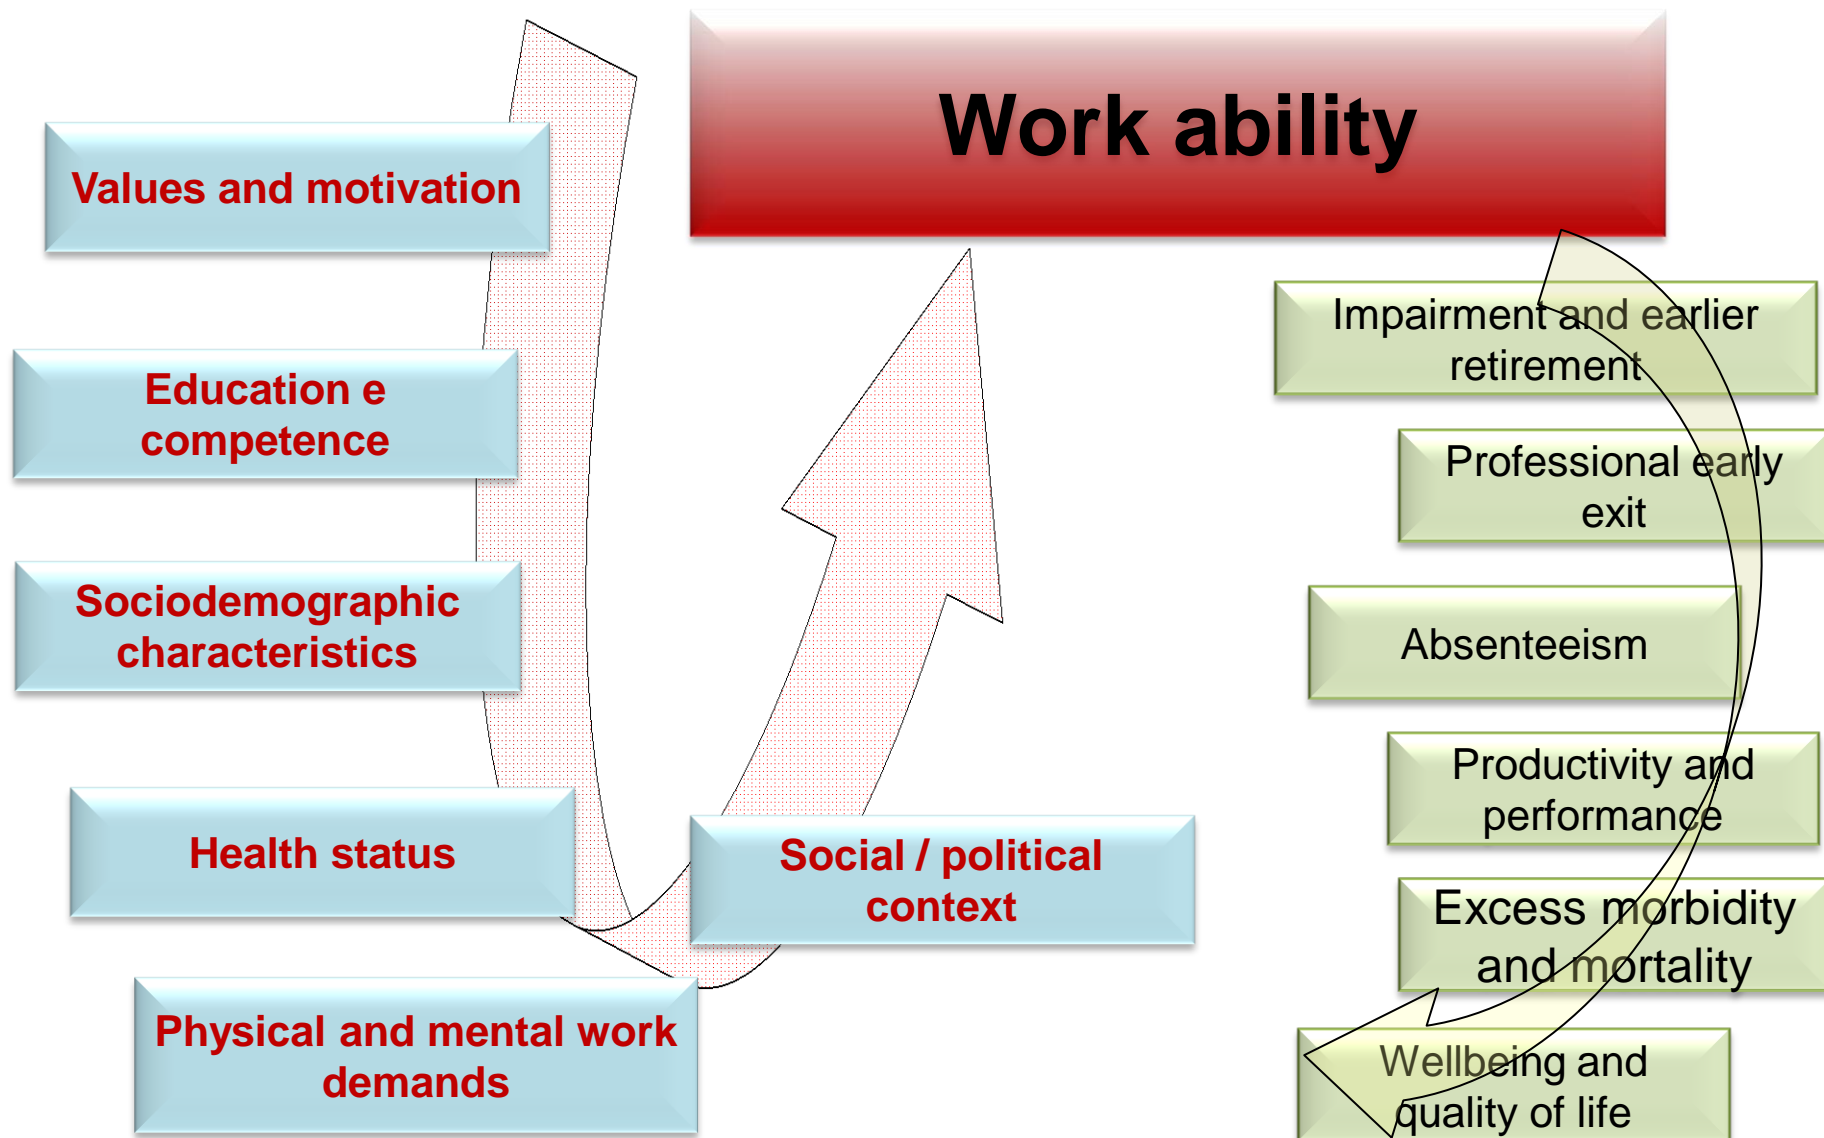 Work ability
Values and motivation
Education e
competence
Sociodemographic
characteristics
Health status
Physical and mental work
demands
Social / political
context
Impairment and earlier
retirement
Professional early
exit
Absenteeism
Productivity and
performance
Excess morbidity
and mortality
Wellbeing and
quality of life